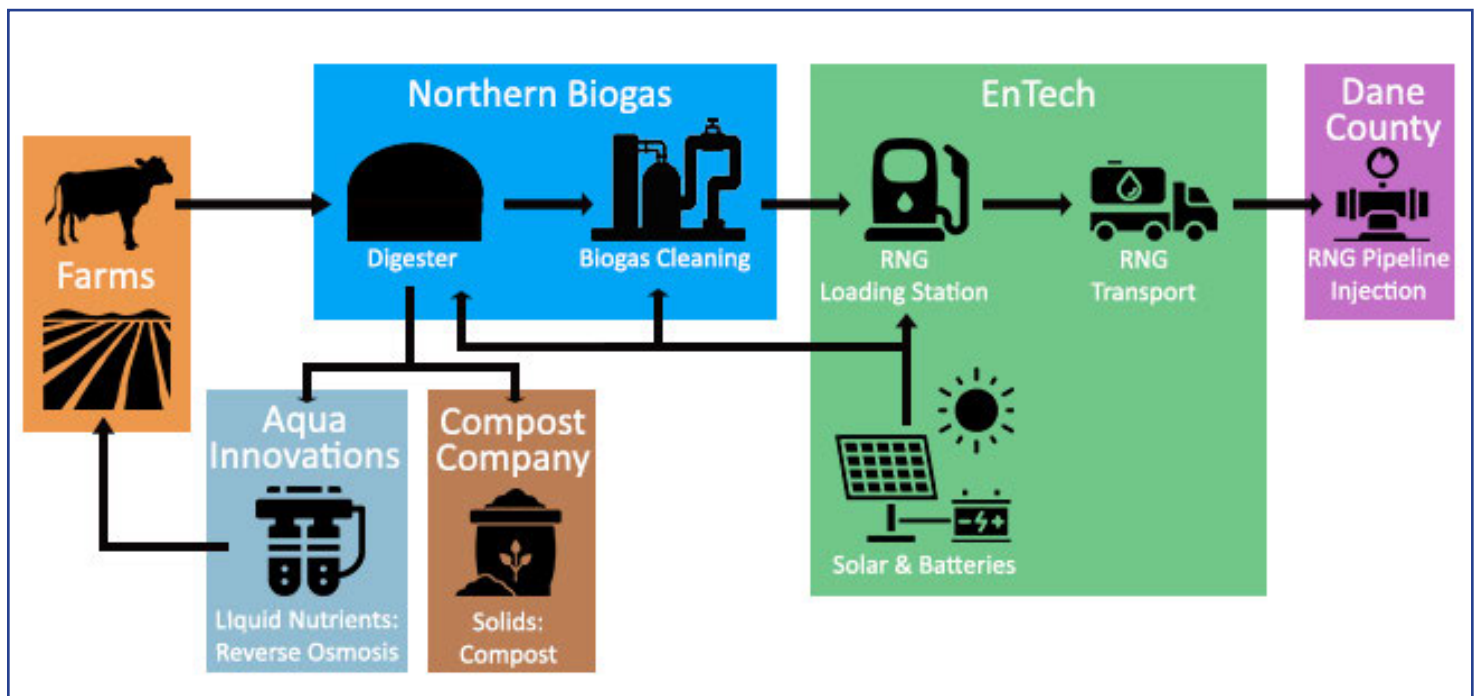 Northern Biogas
EnTech
Dane
County
Farms
Digester
Biogas Cleaning
RNG
Loading Station
RNG
Transport
RNG Pipeline
Injection
Aqua
Innovations
Compost
Company
Solar & Batteries
Liquid Nutrients:
Reverse Osmosis
Solids:
Compost